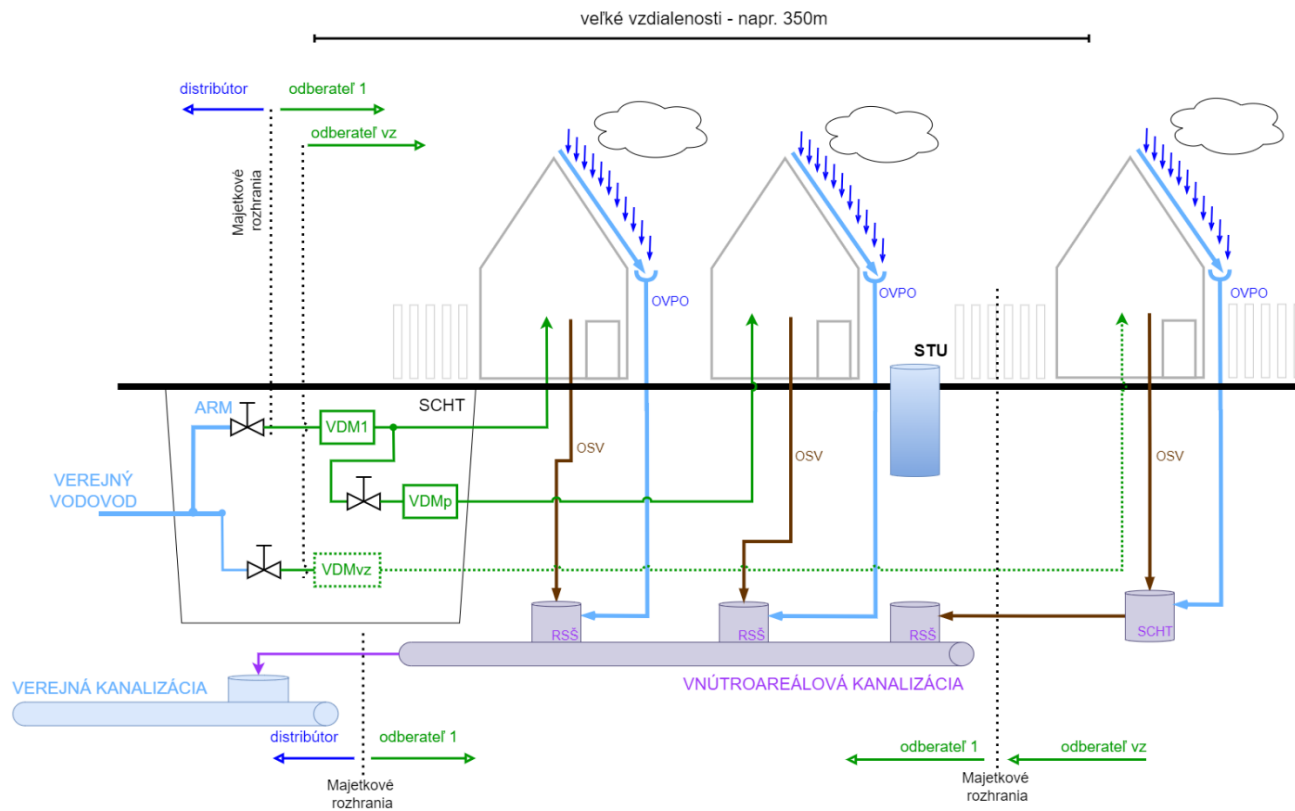 veľké vzdialenosti - napr. 350m
distribútor
odberateľ 1
odberateľ vz
Majetkové
rozhrania
OVPO
OVPO
OVPO
STU
ARM
SCHT
VDM1
VEREJNÝ
VODOVOD
VDMp
OSV
OSV
OSV
VDMvz
RSŠ
RSŠ
RSŠ
SCHT
VEREJNÁ KANALIZÁCIA
VNÚTROAREÁLOVÁ KANALIZÁCIA
distribútor
odberateľ 1
odberateľ 1
odberateľ vz
Majetkové
rozhrania
Majetkové
rozhrania